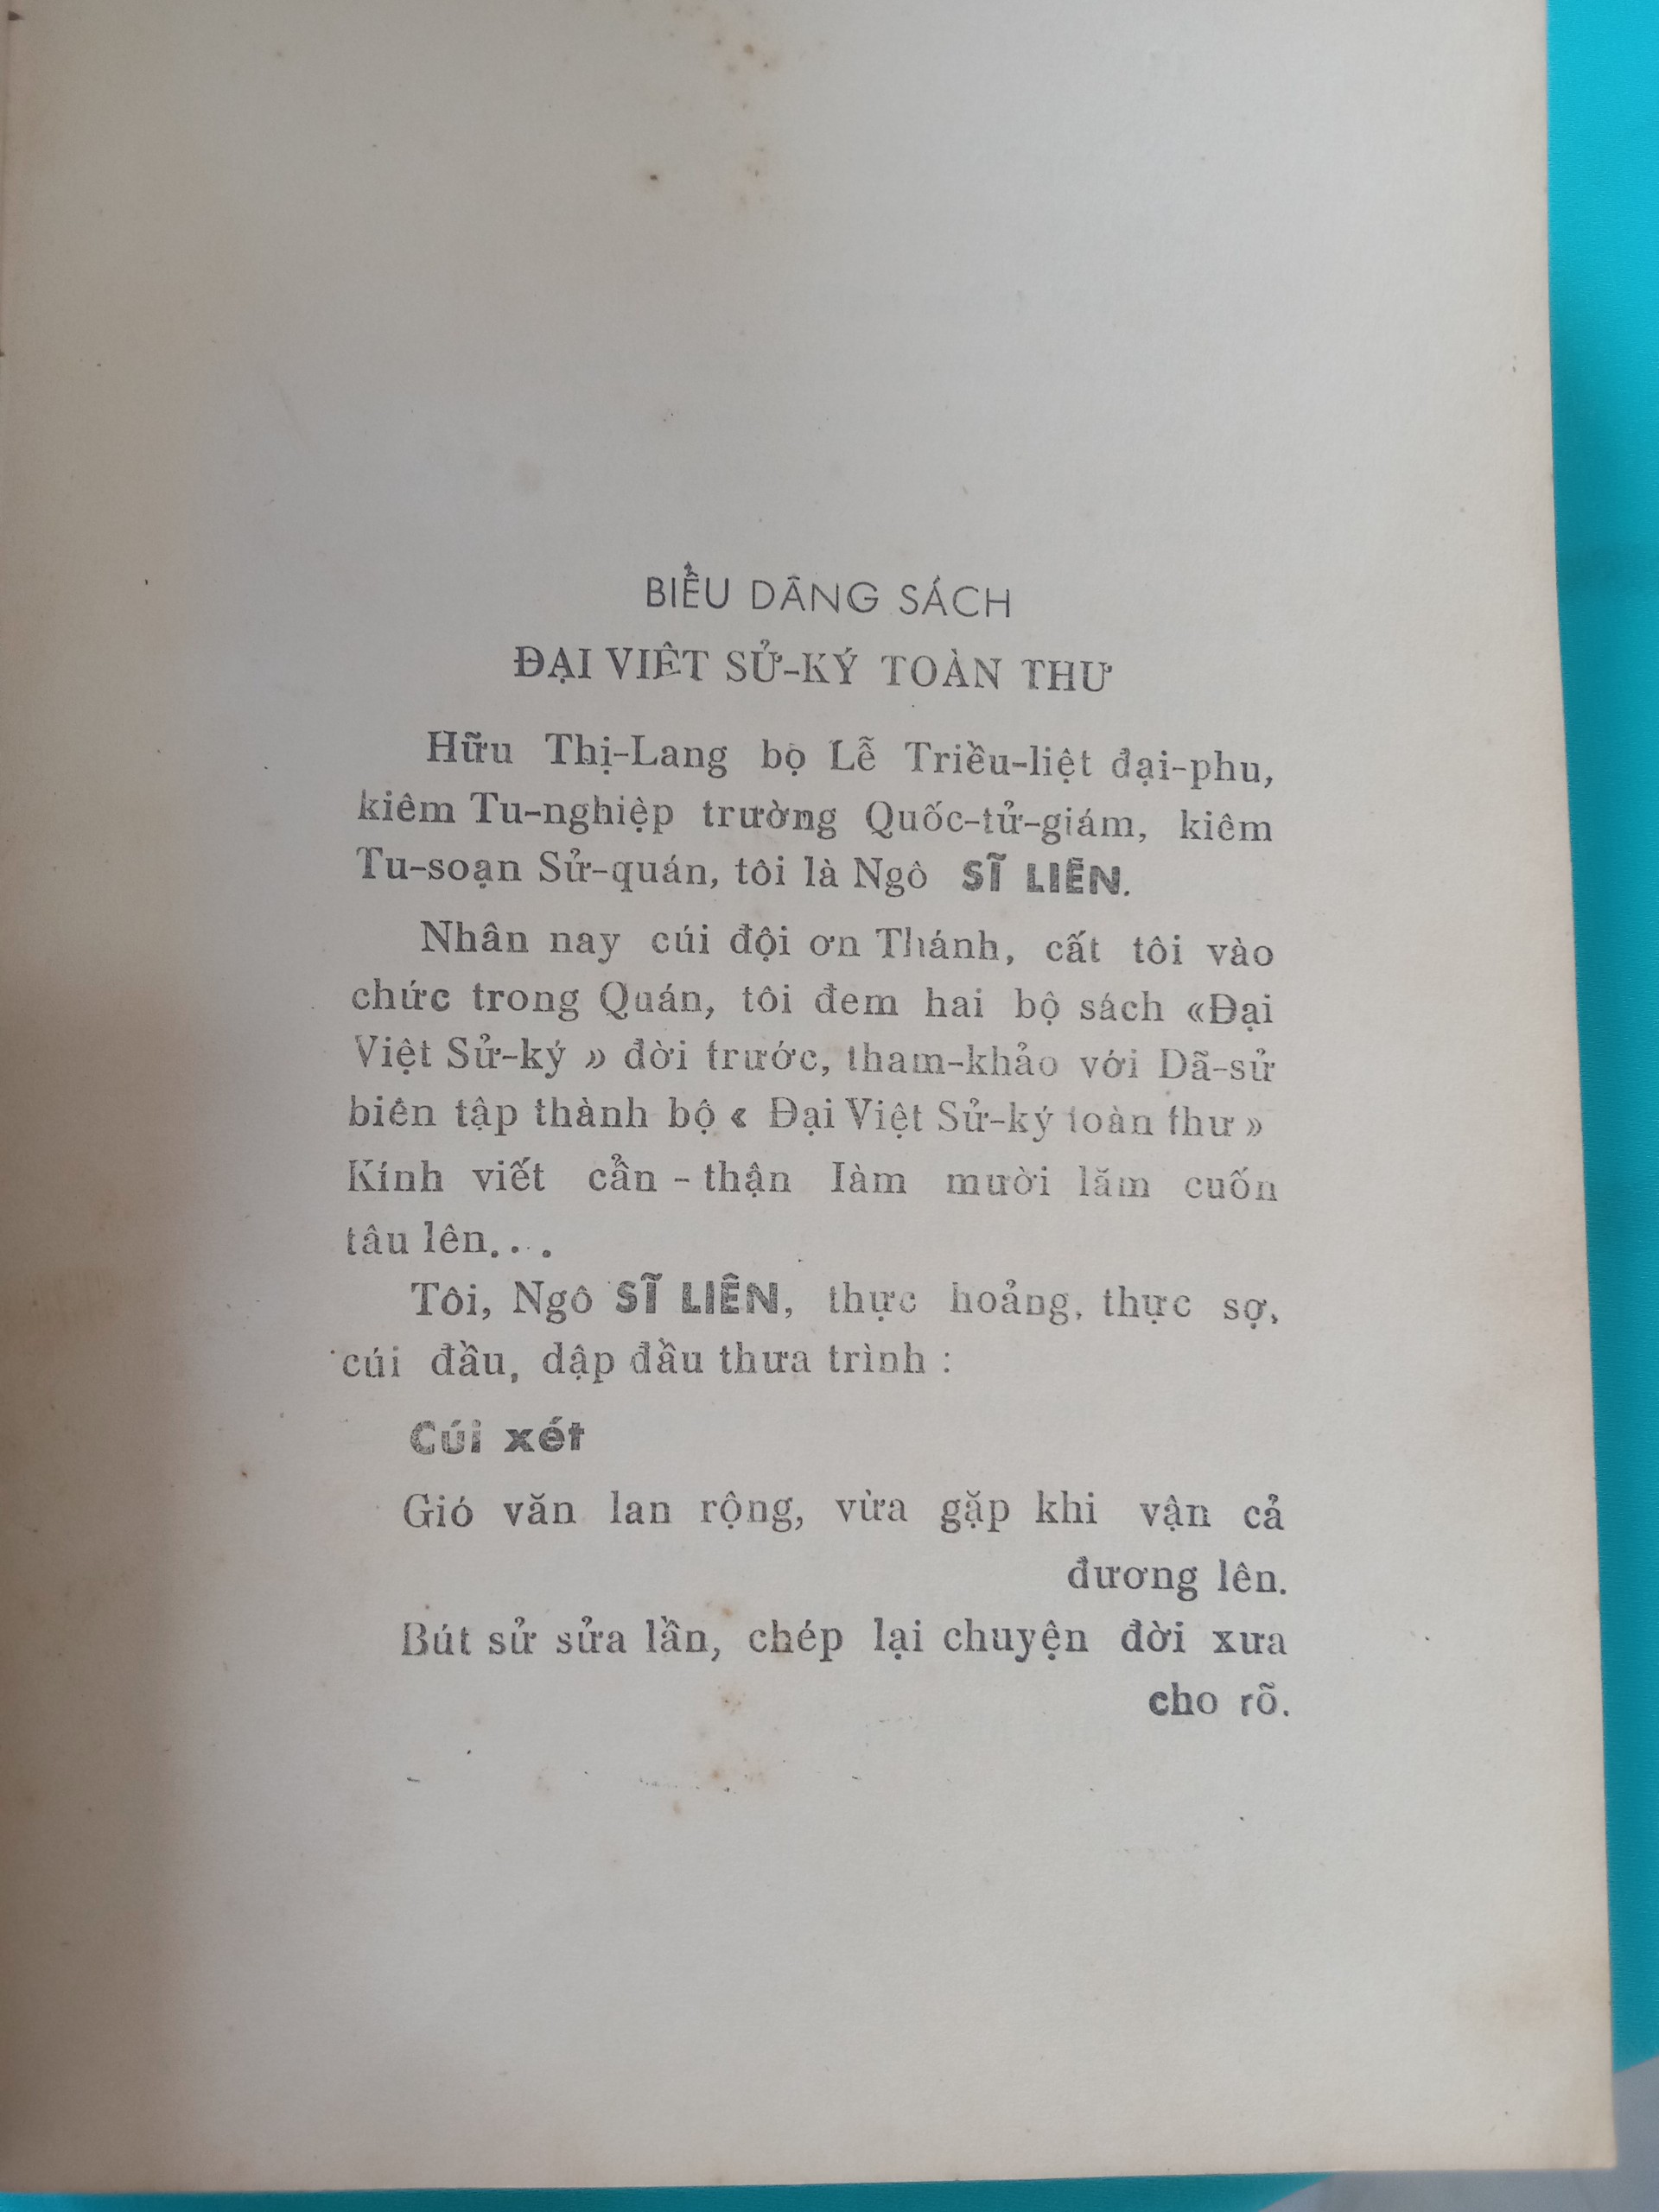 BIỂU DÂNG SÁCH
ĐẠI VIỆT SỬ-KÝ TOÀN THƯ
Hữu Thị-Lang bộ Lễ Triều-liệt đại-phu,
kiêm Tu-nghiệp trường Quốc-tử-giám, kiêm
Tu-soạn Sử-quán, tôi là Ngô SĨ LIÊN.
Nhân nay cúi đội ơn Thánh, cất tôi vào
chức trong Quán, tôi đem hai bộ sách «Đại
Việt Sử-ký » đời trước, tham-khảo với Dã-sử
biên tập thành bộ « Đại Việt Sử-ký toàn thư »
Kính viết cẩn - thận làm mười lăm cuốn
tâu lên. . .
Tôi, Ngô SĨ LIÊN, thực hoảng, thực sợ,
cúi đầu, dập đầu thưa trình :
Cúi xét
Gió văn lan rộng, vừa gặp khi vận cả
đương lên.
Bút sử sửa lần, chép lại chuyện đời xưa
cho rõ.